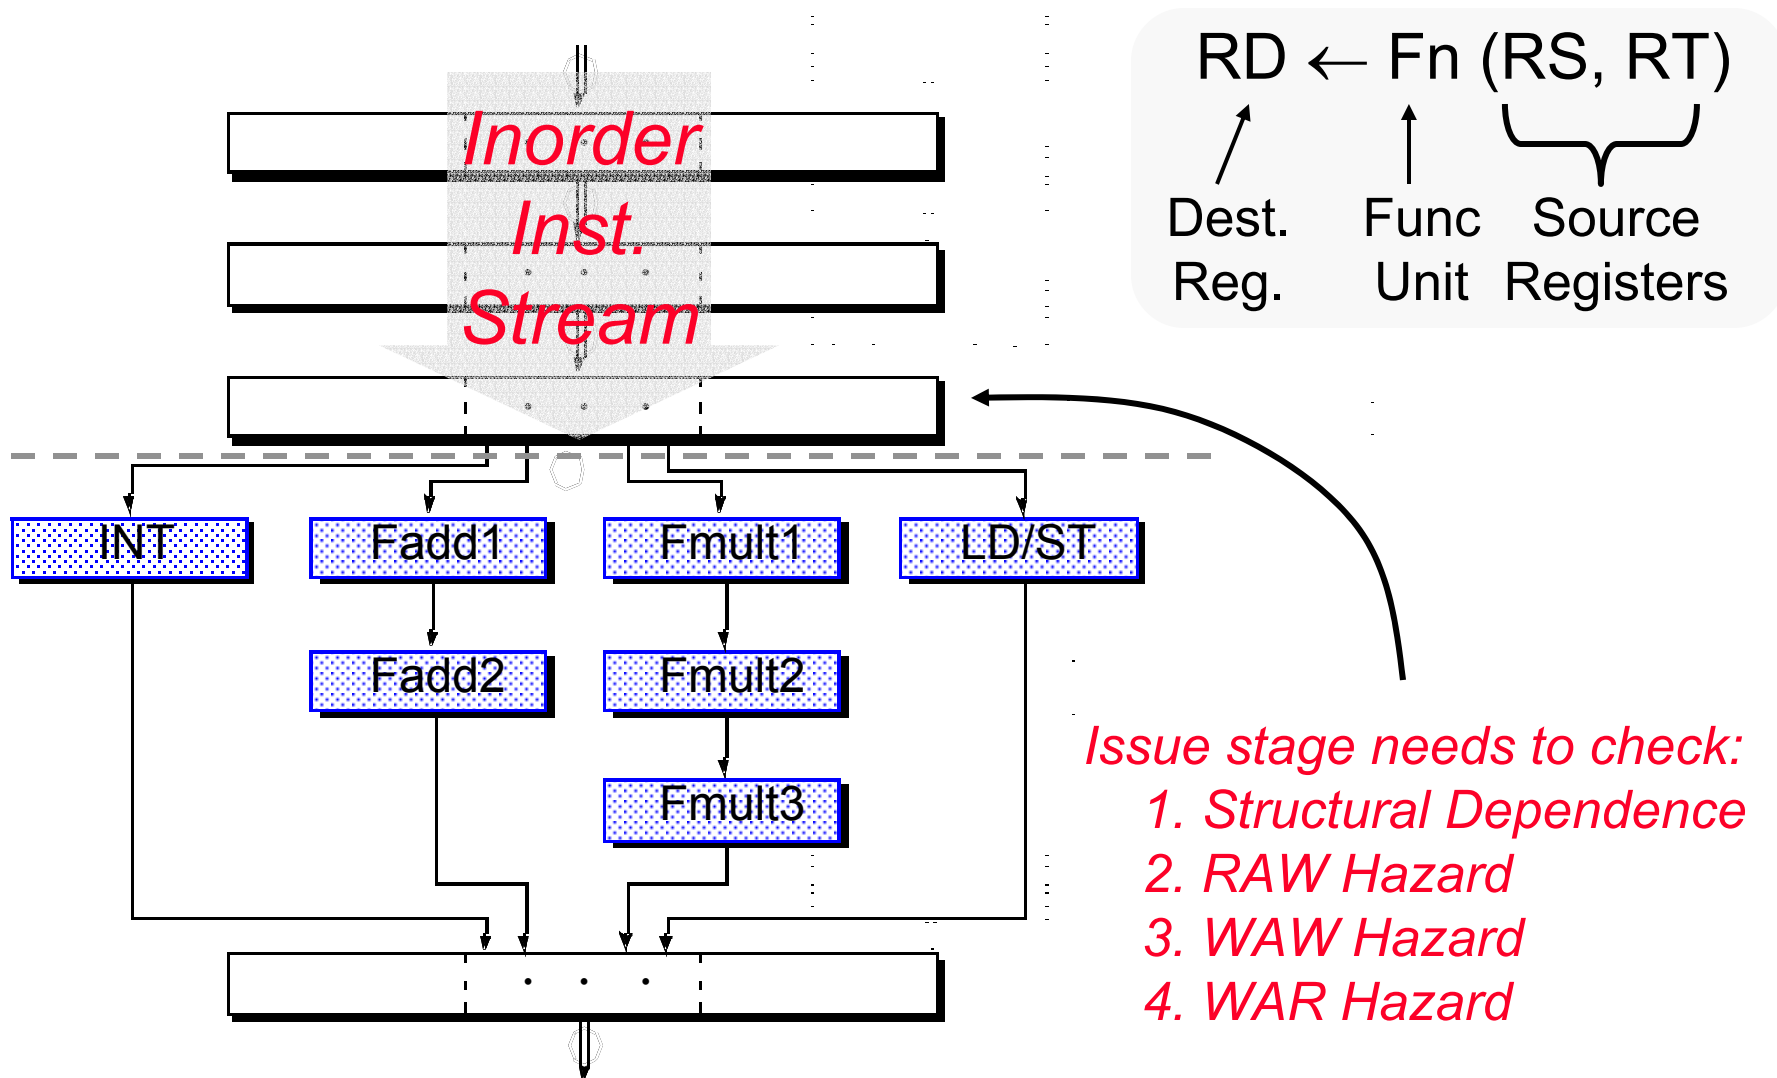 RD ← Fn (RS, RT)
Dest. Reg.
Func Unit
Source Registers
Inorder
Inst.
Stream
INT
Fadd1
Fmult1
LD/ST
Fadd2
Fmult2
Fmult3
Issue stage needs to check:
1. Structural Dependence
2. RAW Hazard
3. WAW Hazard
4. WAR Hazard